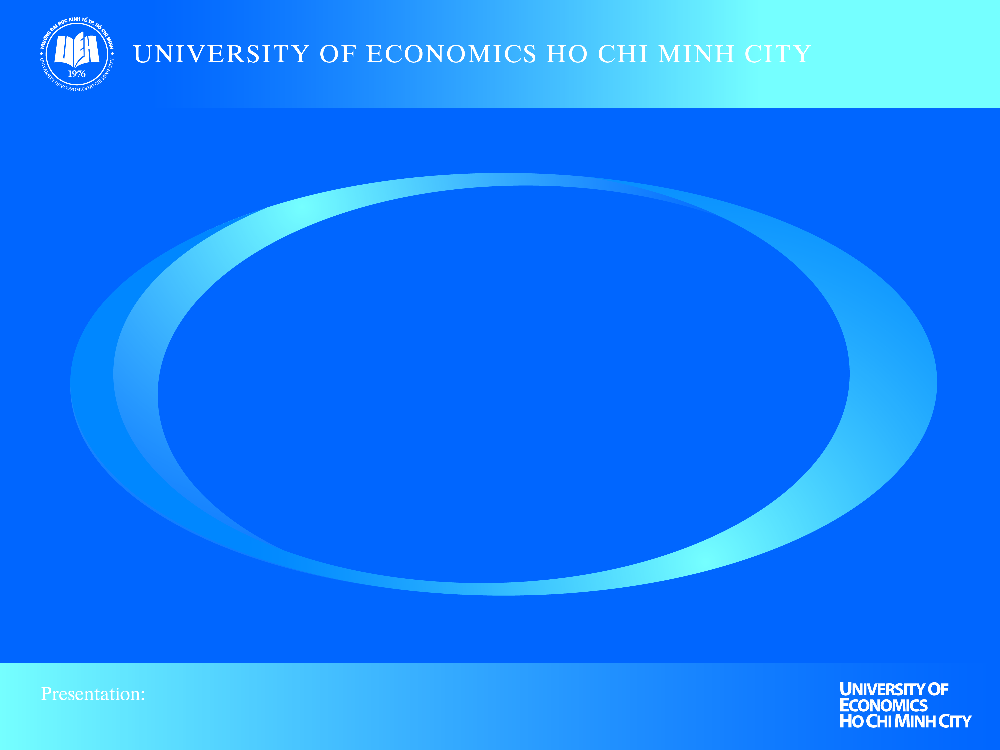 TRƯỜNG ĐẠI HỌC KINH TẾ TP. HỒ CHÍ MINH
UEH
1976
UNIVERSITY OF ECONOMICS HO CHI MINH CITY
UNIVERSITY OF ECONOMICS HO CHI MINH CITY
Presentation:
UNIVERSITY OF
ECONOMICS
HO CHI MINH CITY